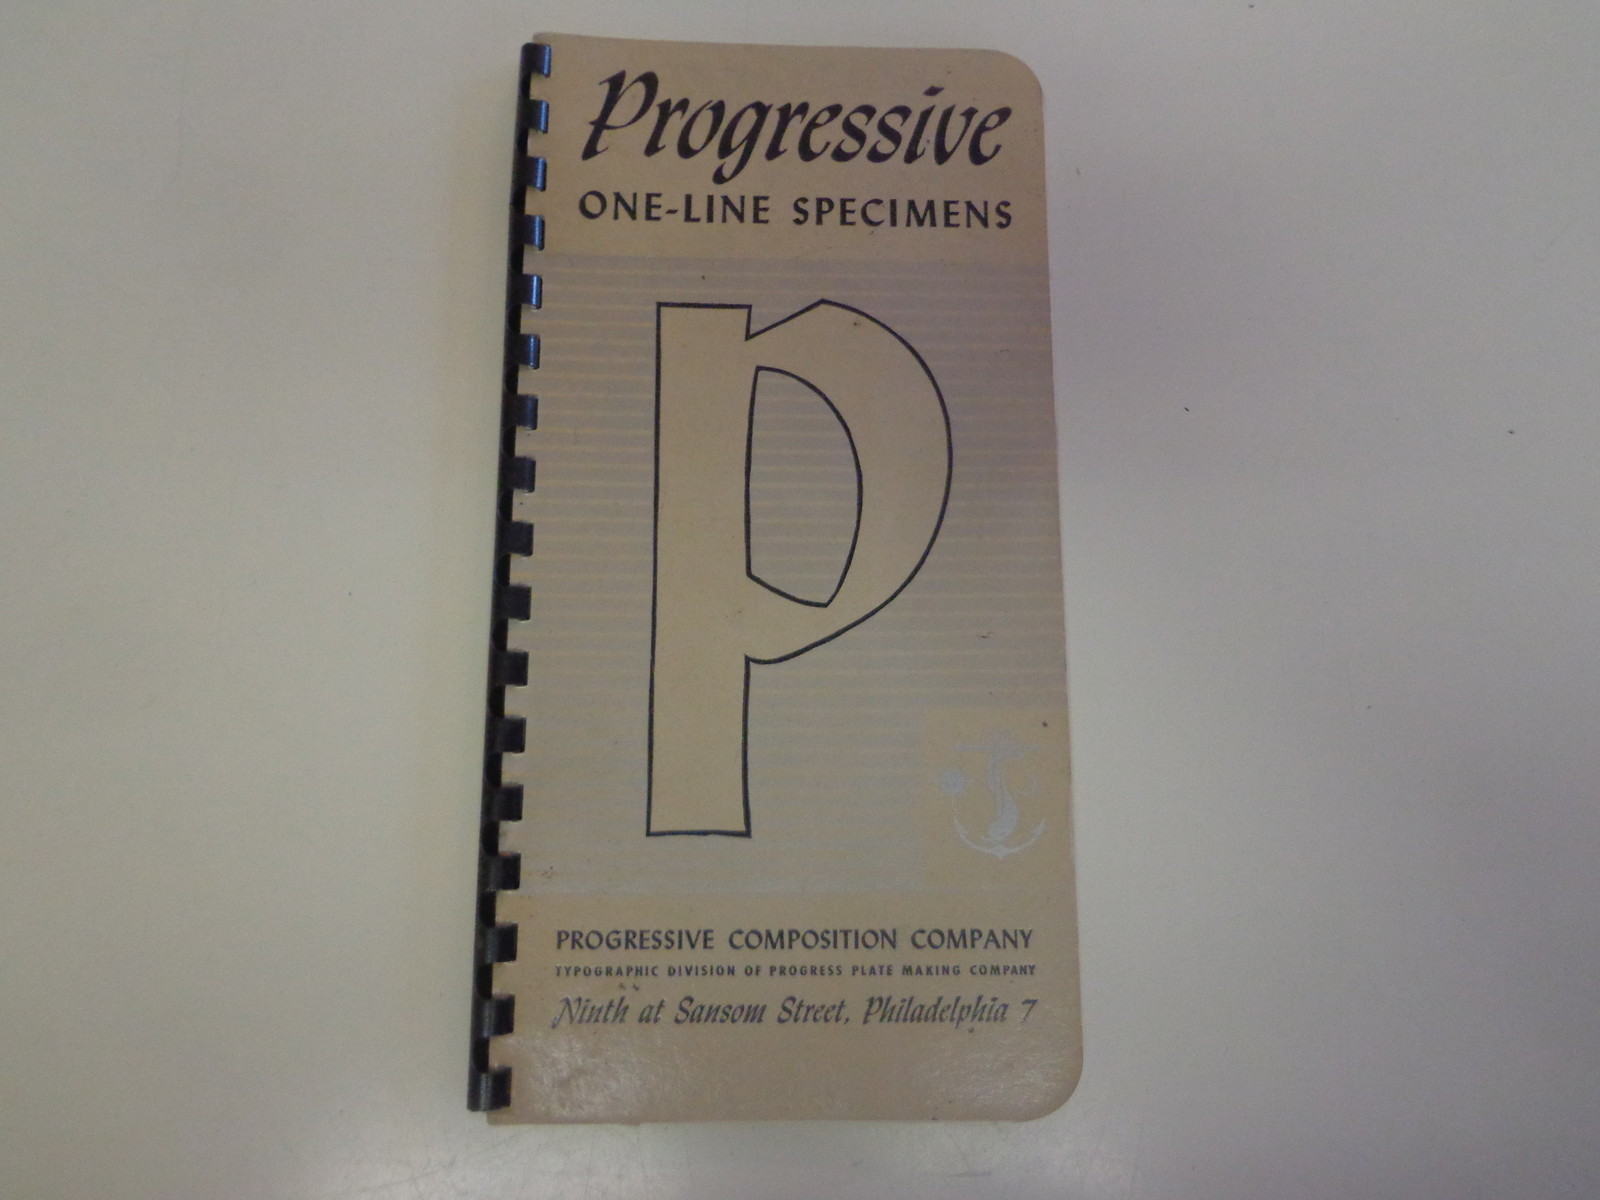 Progressive
ONE-LINE SPECIMENS
p
PROGRESSIVE COMPOSITION COMPANY
TYPOGRAPHIC DIVISION OF PROGRESS PLATE MAKING COMPANY
Ninth at Sansom Street, Philadelphia 7